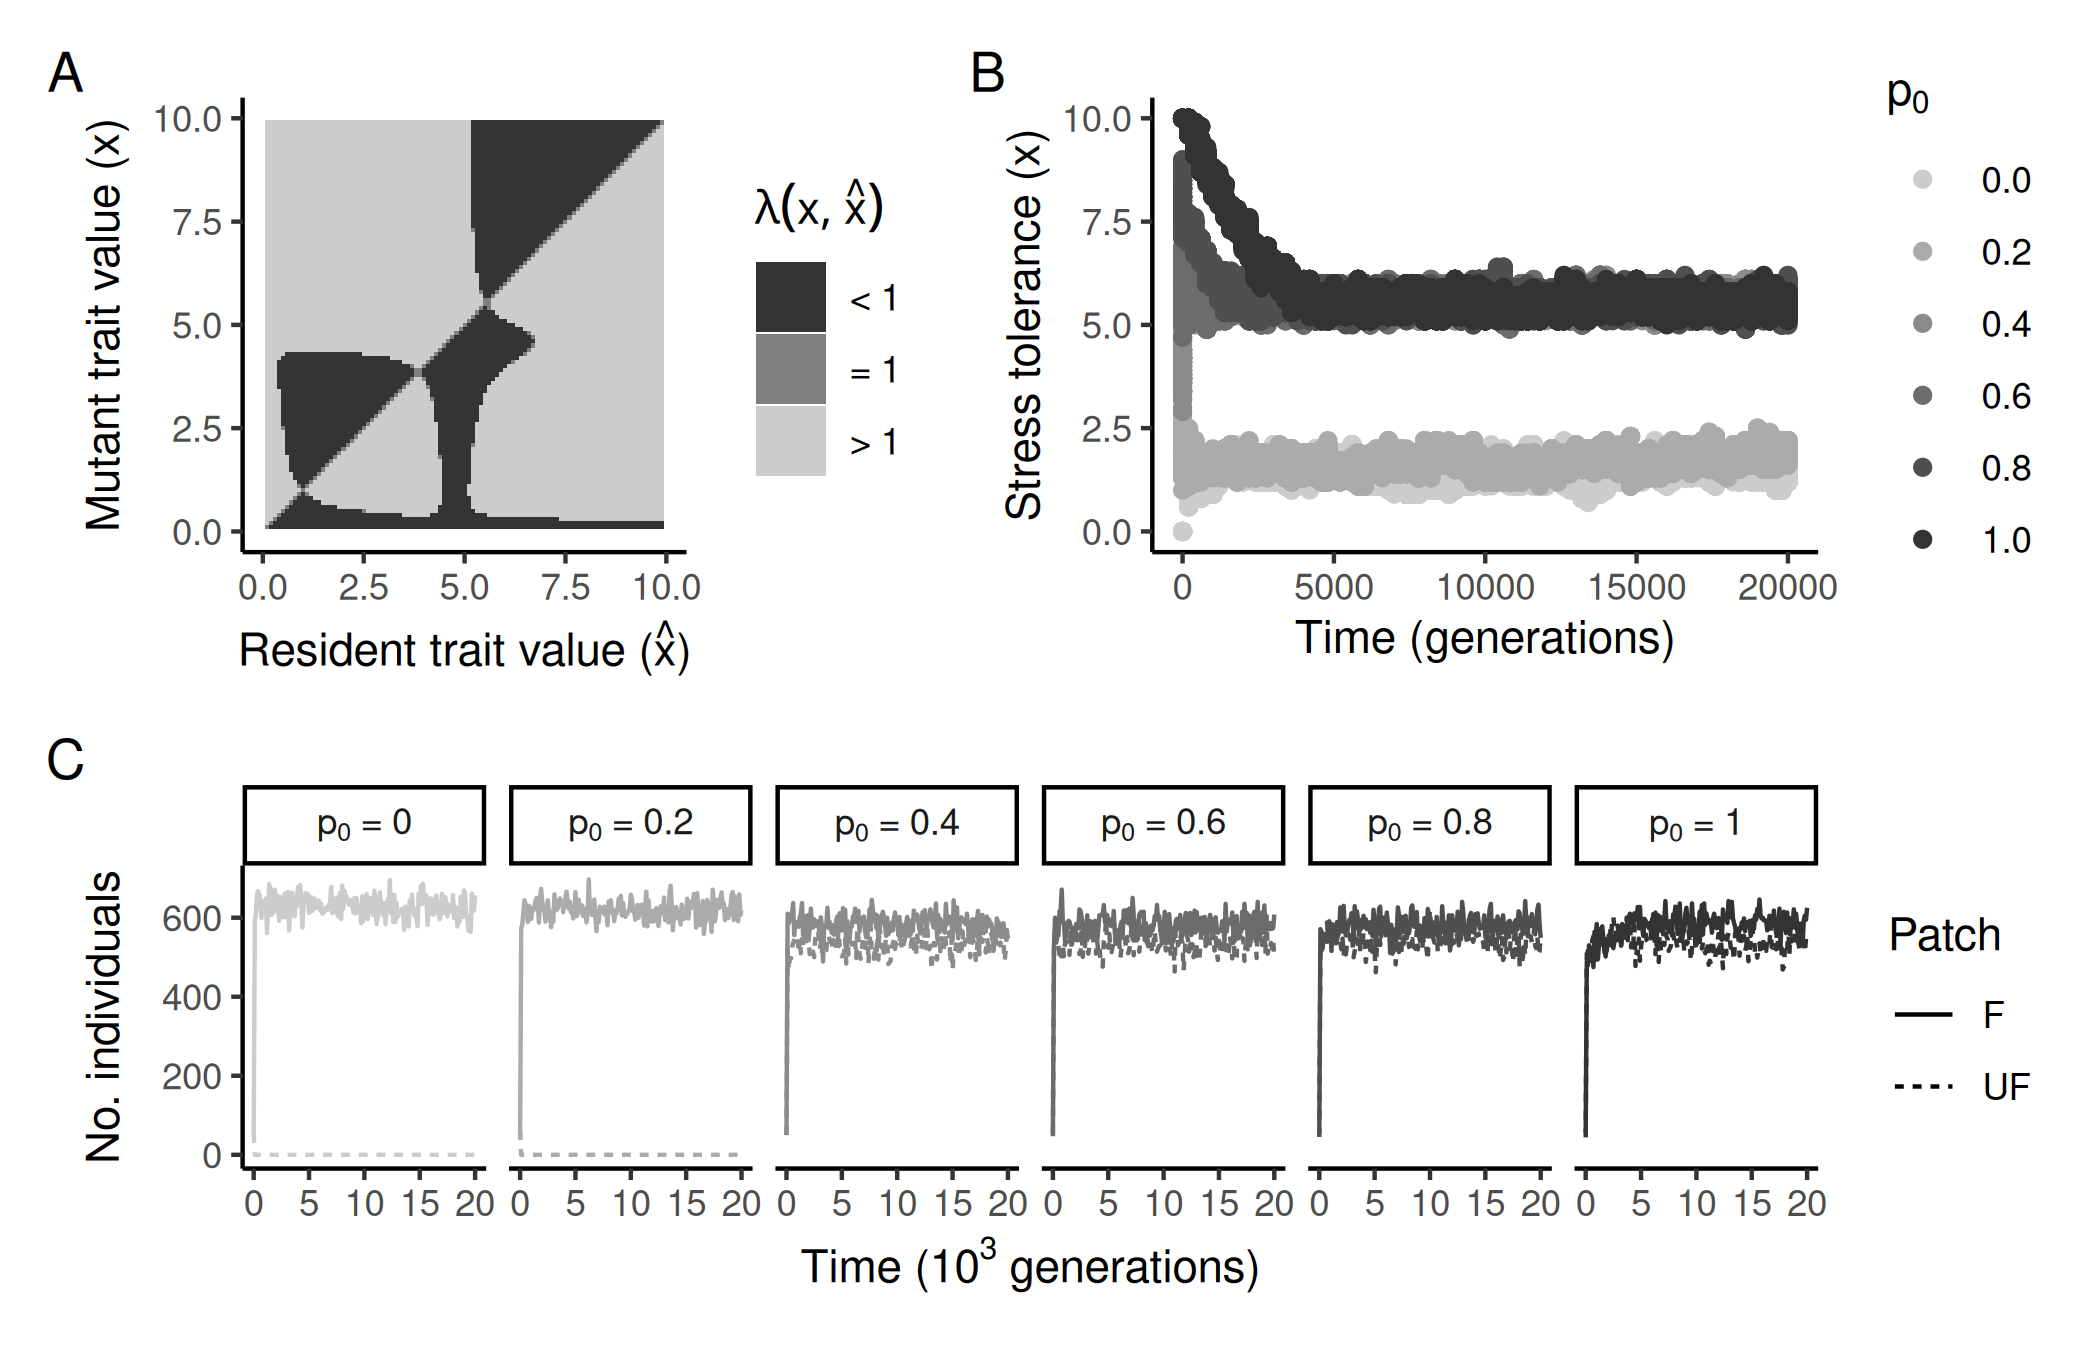 A
Mutant trait value (x)
10.0
7.5
5.0
2.5
0.0
0.0 2.5 5.0 7.5 10.0
Resident trait value (x̂)
λ(x, x̂)
< 1
= 1
> 1
B
Stress tolerance (x)
10.0
7.5
5.0
2.5
0.0
0 5000 10000 15000 20000
Time (generations)
p₀
0.0
0.2
0.4
0.6
0.8
1.0
C
p₀ = 0 p₀ = 0.2 p₀ = 0.4 p₀ = 0.6 p₀ = 0.8 p₀ = 1
No. individuals
600
400
200
0
0 5 10 15 20 0 5 10 15 20 0 5 10 15 20 0 5 10 15 20 0 5 10 15 20 0 5 10 15 20
Time (10³ generations)
Patch
F
UF